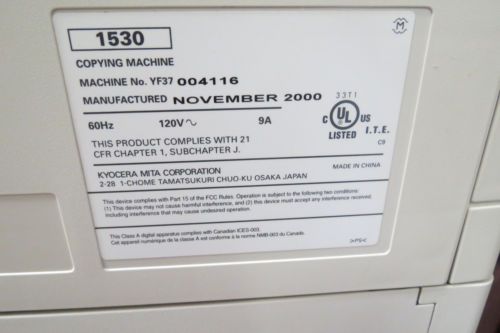 1530
COPYING MACHINE
MACHINE No. YF37 004116
MANUFACTURED NOVEMBER 2000
60Hz 120V~ 9A
33T1
C UL US
LISTED I.T.E.
C9
THIS PRODUCT COMPLIES WITH 21
CFR CHAPTER 1, SUBCHAPTER J.
KYOCERA MITA CORPORATION MADE IN CHINA
2-28 1-CHOME TAMATSUKURI CHUO-KU OSAKA JAPAN
This device complies with Part 15 of the FCC Rules. Operation is subject to the following two conditions:
(1) This device may not cause harmful interference, and (2) this device must accept any interference
received, including interference that may cause undesired operation.
This Class A digital apparatus complies with Canadian ICES-003.
Cet appareil numérique de la classe A est conforme à la norme NMB-003 du Canada.
>PS<